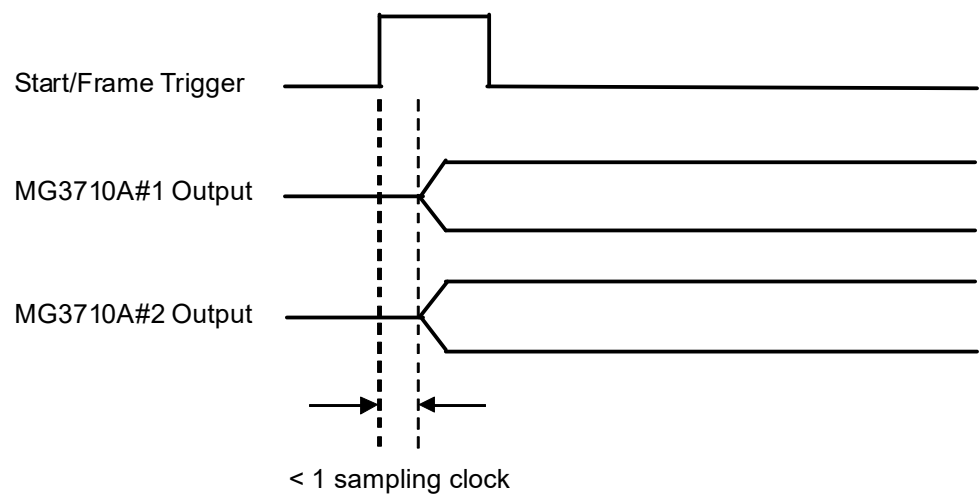 Start/Frame Trigger
MG3710A#1 Output
MG3710A#2 Output
< 1 sampling clock